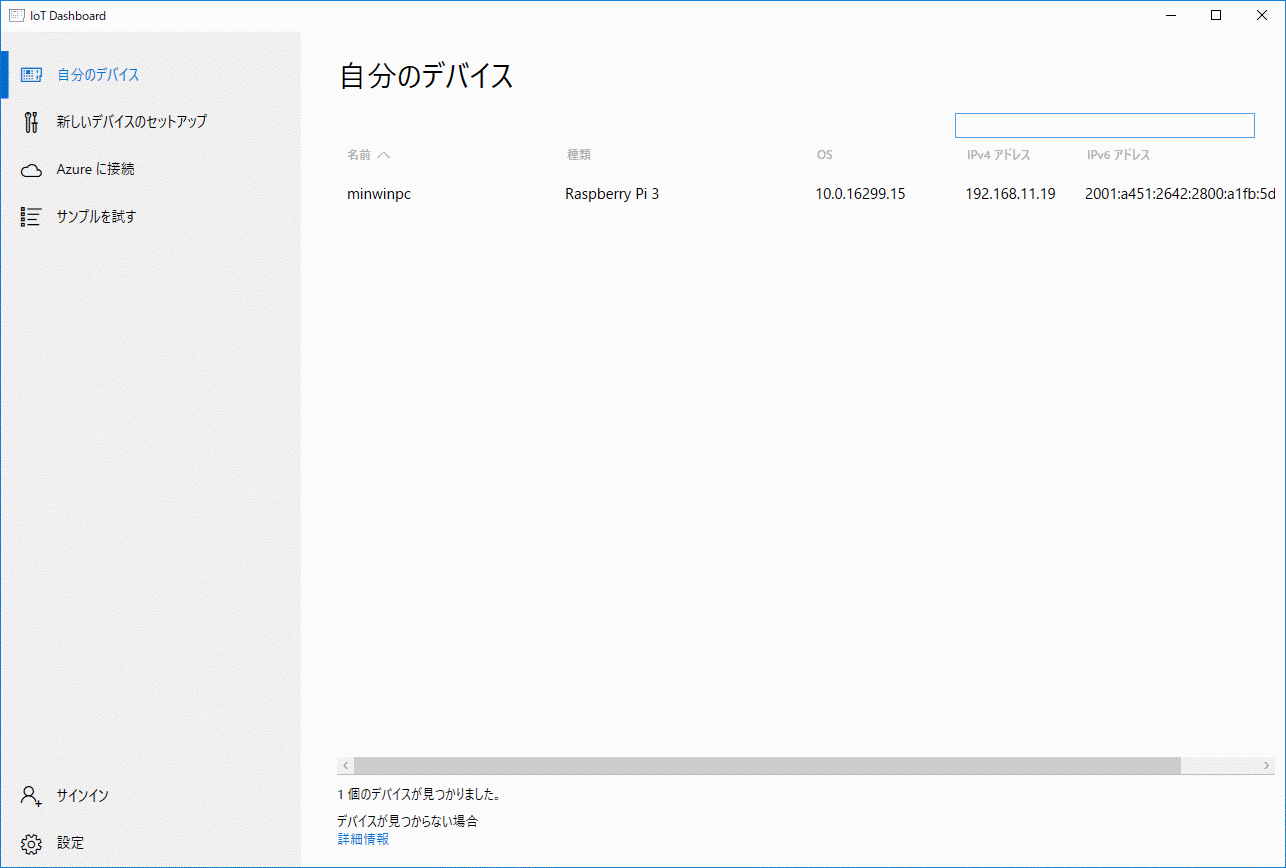 IoT Dashboard
自分のデバイス
新しいデバイスのセットアップ
Azure に接続
サンプルを試す
サインイン
設定
自分のデバイス
名前 種類 OS IPv4 アドレス IPv6 アドレス
minwinpc Raspberry Pi 3 10.0.16299.15 192.168.11.19 2001:a451:2642:2800:a1fb:5d
1 個のデバイスが見つかりました。
デバイスが見つからない場合
詳細情報